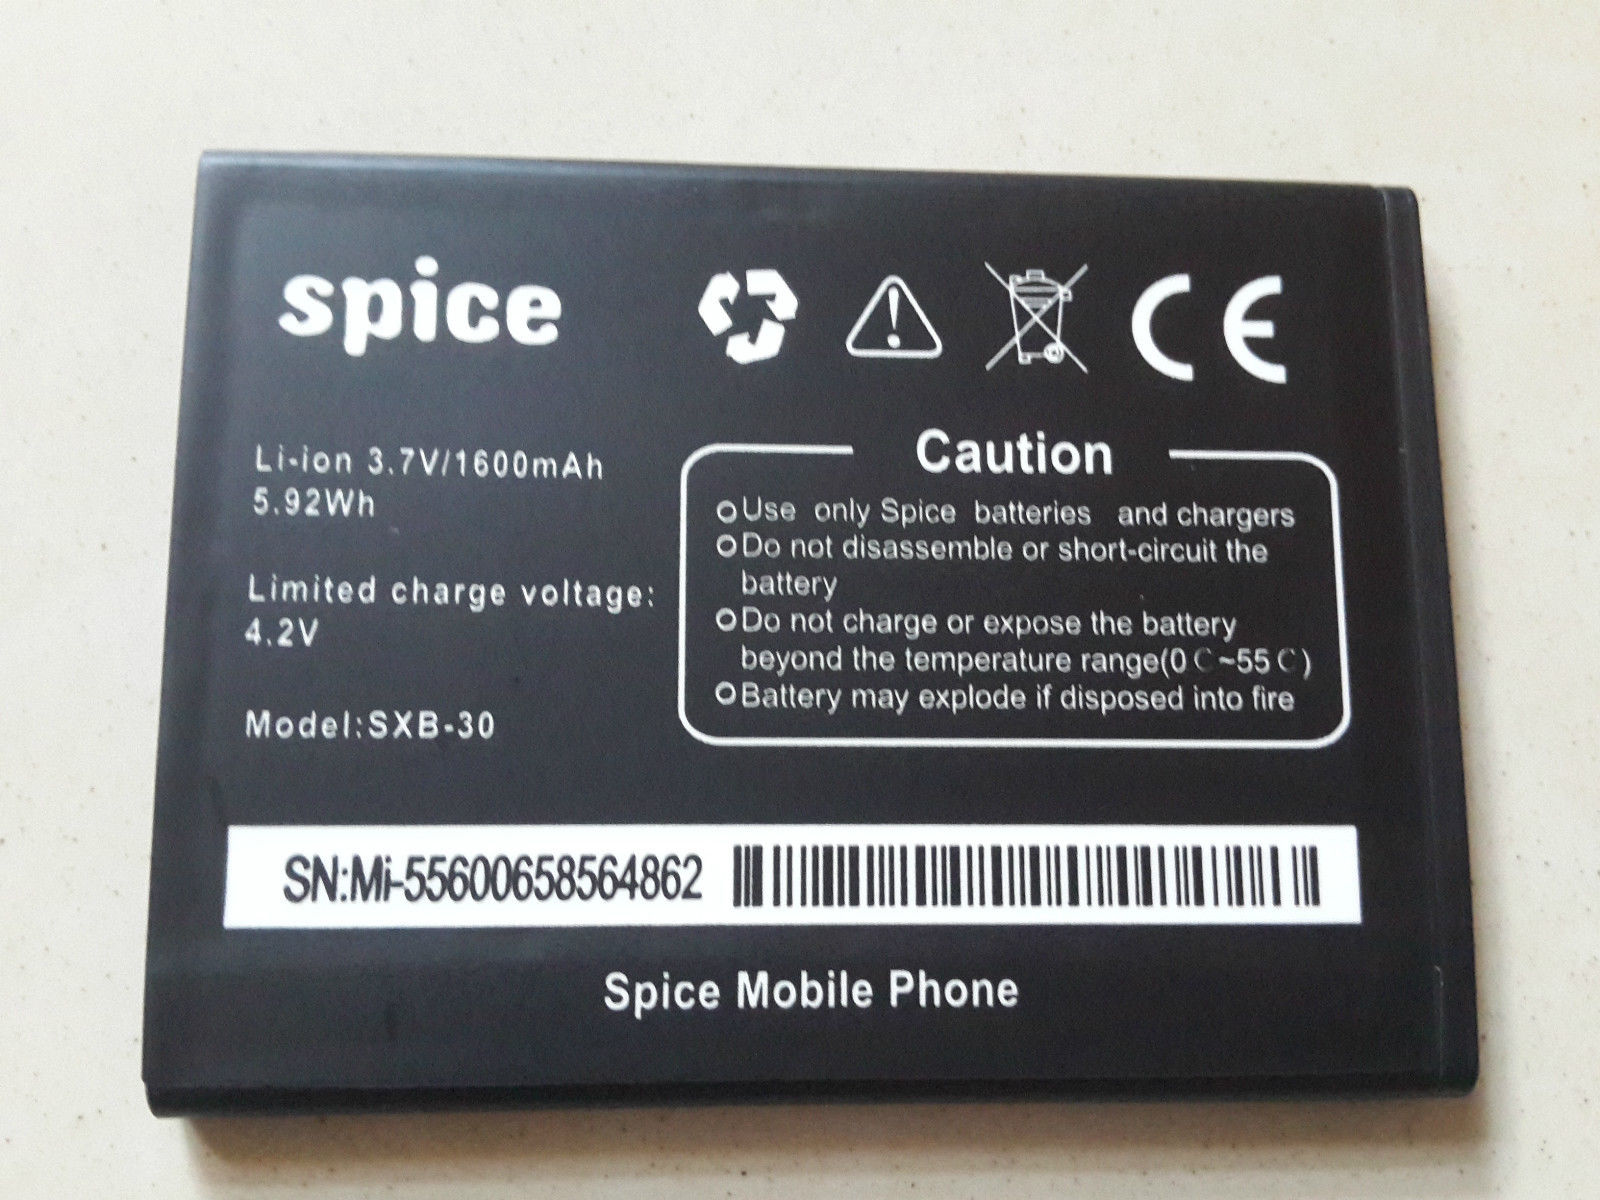 spice
CE
Li-ion 3.7V/1600mAh
5.92Wh
Limited charge voltage:
4.2V
Model:SXB-30
Caution
Use only Spice batteries and chargers
Do not disassemble or short-circuit the
battery
Do not charge or expose the battery
beyond the temperature range(0 C ~55 C )
Battery may explode if disposed into fire
SN:Mi-55600658564862
Spice Mobile Phone